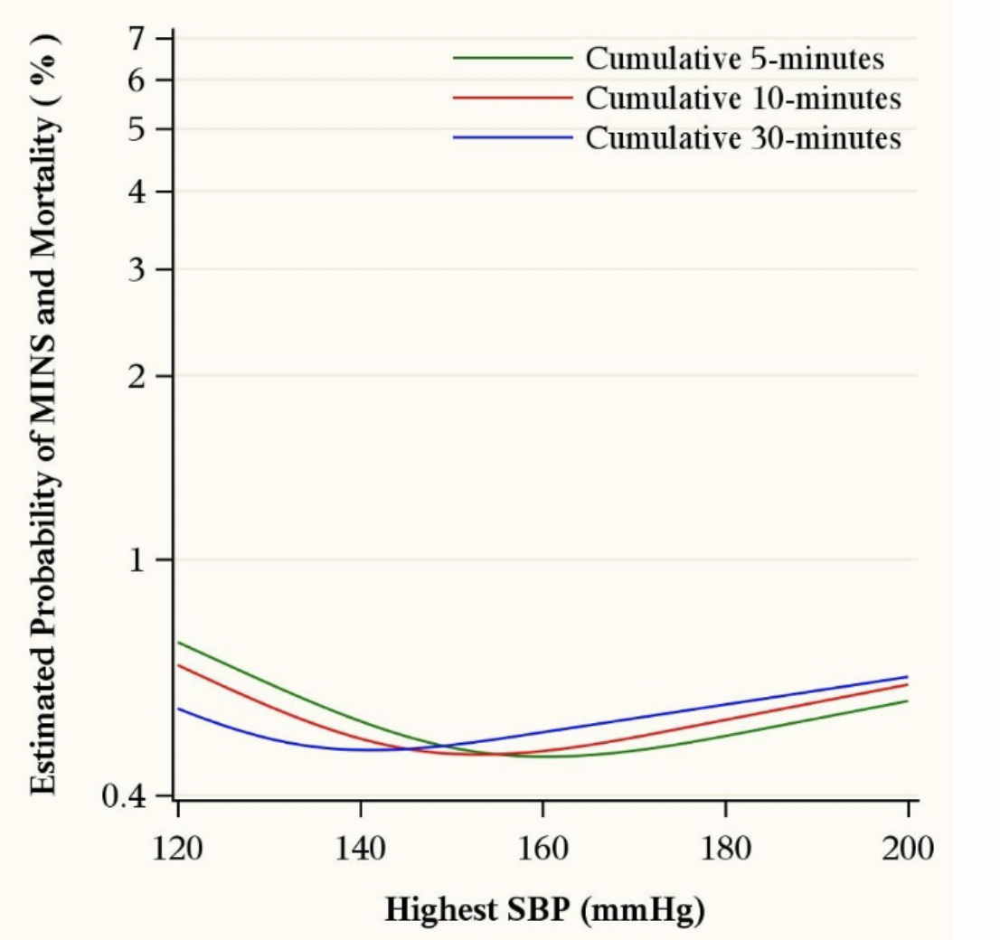 Estimated Probability of MINS and Mortality ( % )
7
6
5
4
3
2
1
0.4
Cumulative 5-minutes
Cumulative 10-minutes
Cumulative 30-minutes
120 140 160 180 200
Highest SBP (mmHg)